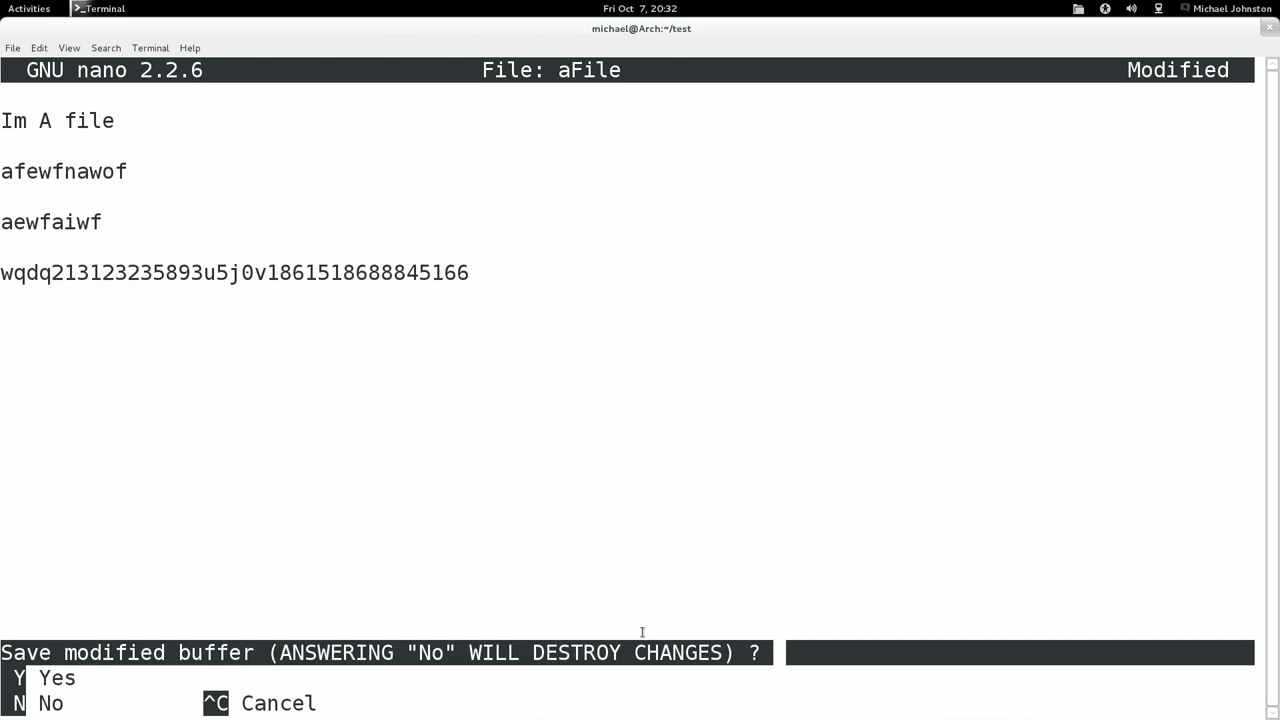 Activities Terminal Fri Oct 7, 20:32 Michael Johnston
michael@Arch:~/test
File Edit View Search Terminal Help
GNU nano 2.2.6 File: aFile Modified
Im A file
afewfnawof
aewfaiwf
wqdq213123235893u5j0v1861518688845166
Save modified buffer (ANSWERING "No" WILL DESTROY CHANGES) ?
Y Yes
N No ^C Cancel